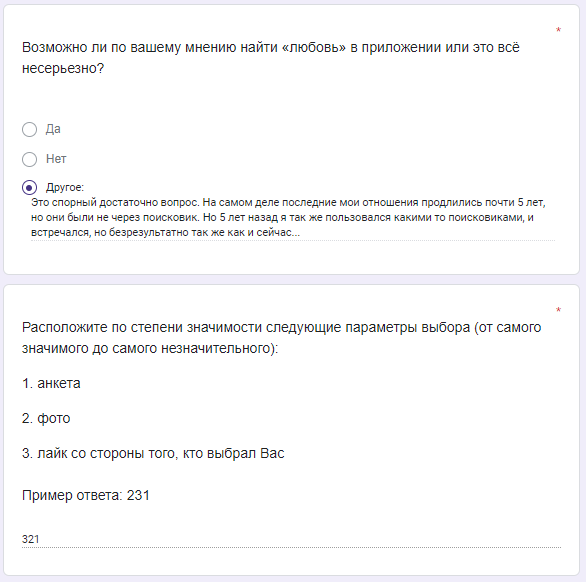 *
Возможно ли по вашему мнению найти «любовь» в приложении или это всё
несерьезно?
Да
Нет
Другое:
Это спорный достаточно вопрос. На самом деле последние мои отношения продлились почти 5 лет,
но они были не через поисковик. Но 5 лет назад я так же пользовался какими то поисковиками, и
встречался, но безрезультатно так же как и сейчас...
*
Расположите по степени значимости следующие параметры выбора (от самого
значимого до самого незначительного):
1. анкета
2. фото
3. лайк со стороны того, кто выбрал Вас
Пример ответа: 231
321